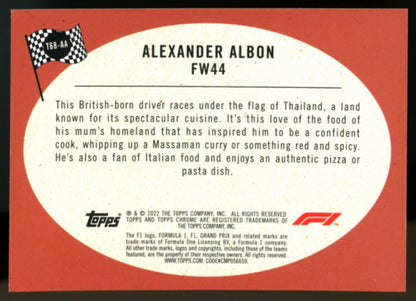 T68-AA
ALEXANDER ALBON
FW44
This British-born driver races under the flag of Thailand, a land
known for its spectacular cuisine. It's this love of the food of
his mum's homeland that has inspired him to be a confident
cook, whipping up a Massaman curry or something red and spicy.
He's also a fan of Italian food and enjoys an authentic pizza or
pasta dish.
Topps
® & © 2022 THE TOPPS COMPANY, INC. ALL RIGHTS RESERVED
TOPPS AND TOPPS CHROME ARE REGISTERED TRADEMARKS OF
THE TOPPS COMPANY, INC.
F1
The F1 logo, FORMULA 1, F1, GRAND PRIX and related marks are
trade marks of Formula One Licensing BV, a Formula 1 company.
All other marks, logos and copyrights, including those of the teams
featured, are the property of their respective owners. All rights reserved.
WWW.TOPPS.COM. CODE#CMP056659.